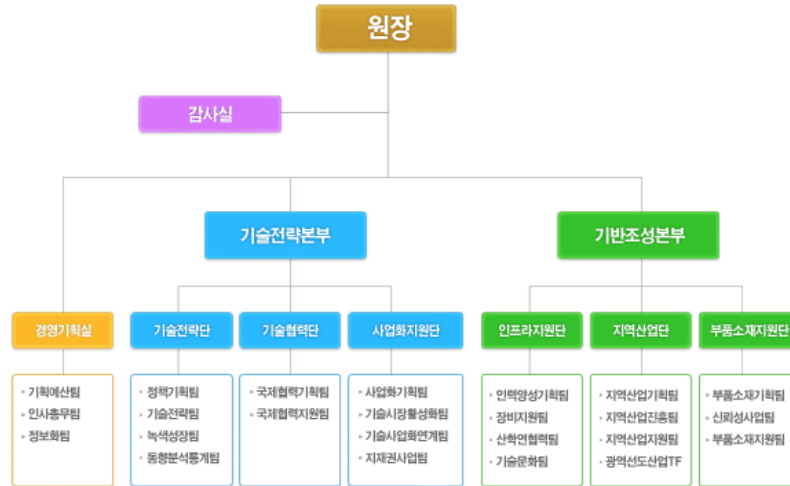 원장
감사실
기술전략본부
기반조성본부
경영기획실
기술전략단
기술협력단
사업화지원단
인프라지원단
지역산업단
부품소재지원단
기획예산팀
인사총무팀
정보화팀
정책기획팀
기술전략팀
녹색성장팀
동향분석통계팀
국제협력기획팀
국제협력지원팀
사업화기획팀
기술시장활성화팀
기술사업화연계팀
지재권사업팀
인력양성기획팀
장비지원팀
산학연협력팀
기술문화팀
지역산업기획팀
지역산업진흥팀
지역산업지원팀
광역선도산업TF
부품소재기획팀
신뢰성사업팀
부품소재지원팀